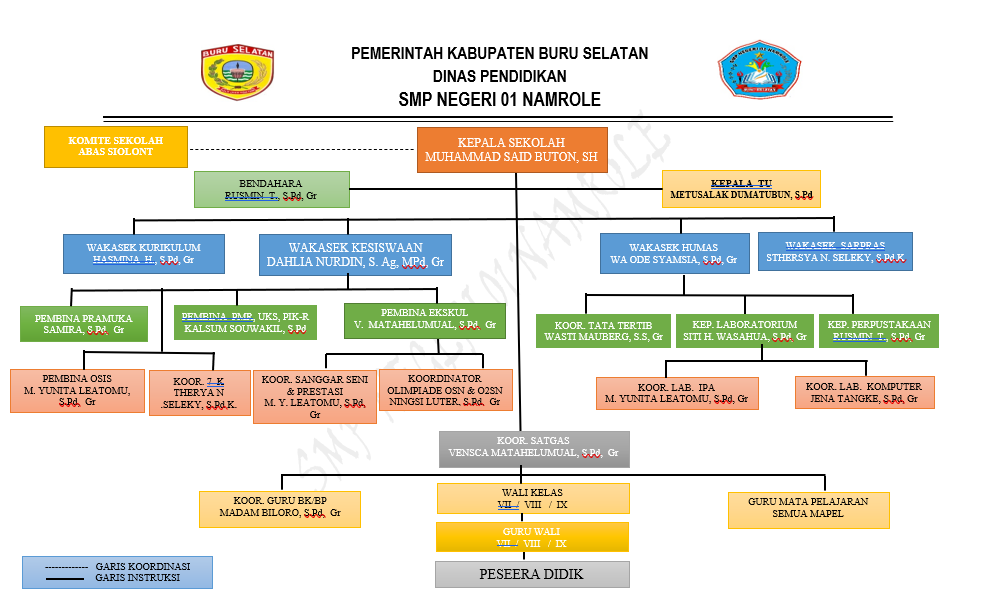 PEMERINTAH KABUPATEN BURU SELATAN
DINAS PENDIDIKAN
SMP NEGERI 01 NAMROLE
BURU SELATAN
SMP NEGERI 01 NAMROLE
KOMITE SEKOLAH
ABAS SIOLONT
KEPALA SEKOLAH
MUHAMMAD SAID BUTON, SH
BENDAHARA
RUSMIN T., S.Pd, Gr
KEPALA TU
METUSALAK DUMATUBUN, S.Pd
WAKASEK KURIKULUM
HASMINA H, S.Pd, Gr
WAKASEK KESISWAAN
DAHLIA NURDIN, S. Ag, MPd, Gr
WAKASEK HUMAS
WA ODE SYAMSIA, S.Pd, Gr
WAKASEK SARPRAS
STHERSYA N. SELEKY, S.Pd.K
PEMBINA PRAMUKA
SAMIRA, S.Pd, Gr
PEMBINA PMR, UKS, PIK-R
KALSUM SOUWAKIL, S.Pd
PEMBINA EKSKUL
V. MATAHELUMUAL, S.Pd, Gr
KOOR. TATA TERTIB
WASTI MAUBERG, S.S, Gr
KEP. LABORATORIUM
SITI H. WASAHUA, S.Pd, Gr
KEP. PERPUSTAKAAN
RUSMIN T, S.Pd, Gr
PEMBINA OSIS
M. YUNITA LEATOMU,
S.Pd, Gr
KOOR. 7 K
THERYA N
.SELEKY, S.Pd,K.
KOOR. SANGGAR SENI
& PRESTASI
M. Y. LEATOMU, S.Pd,
Gr
KOORDINATOR
OLIMPIADE OSN & O2SN
NINGSI LUTER, S.Pd, Gr
KOOR. LAB. IPA
M. YUNITA LEATOMU, S.Pd, Gr
KOOR. LAB. KOMPUTER
JENA TANGKE, S.Pd, Gr
KOOR. SATGAS
VENSCA MATAHELUMUAL, S.Pd, Gr
KOOR. GURU BK/BP
MADAM BILORO, S.Pd, Gr
WALI KELAS
VII / VIII / IX
GURU MATA PELAJARAN
SEMUA MAPEL
GURU WALI
VII / VIII / IX
PESEERA DIDIK
GARIS KOORDINASI
GARIS INSTRUKSI